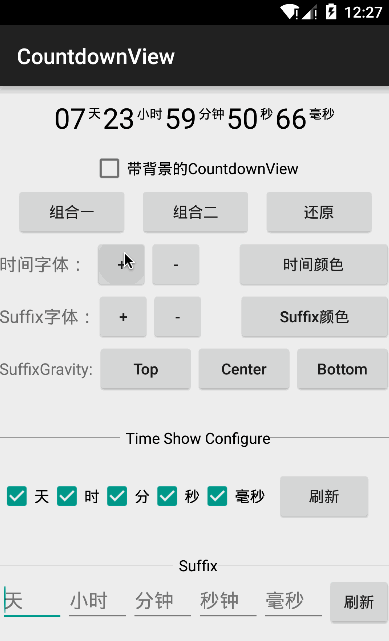 12:27
CountdownView
07天23小时59分钟50秒66毫秒
带背景的CountdownView
组合一 组合二 还原
时间字体： + - 时间颜色
Suffix字体： + - Suffix颜色
SuffixGravity: Top Center Bottom
Time Show Configure
天 时 分 秒 毫秒 刷新
Suffix
天 小时 分钟 秒钟 毫秒 刷新